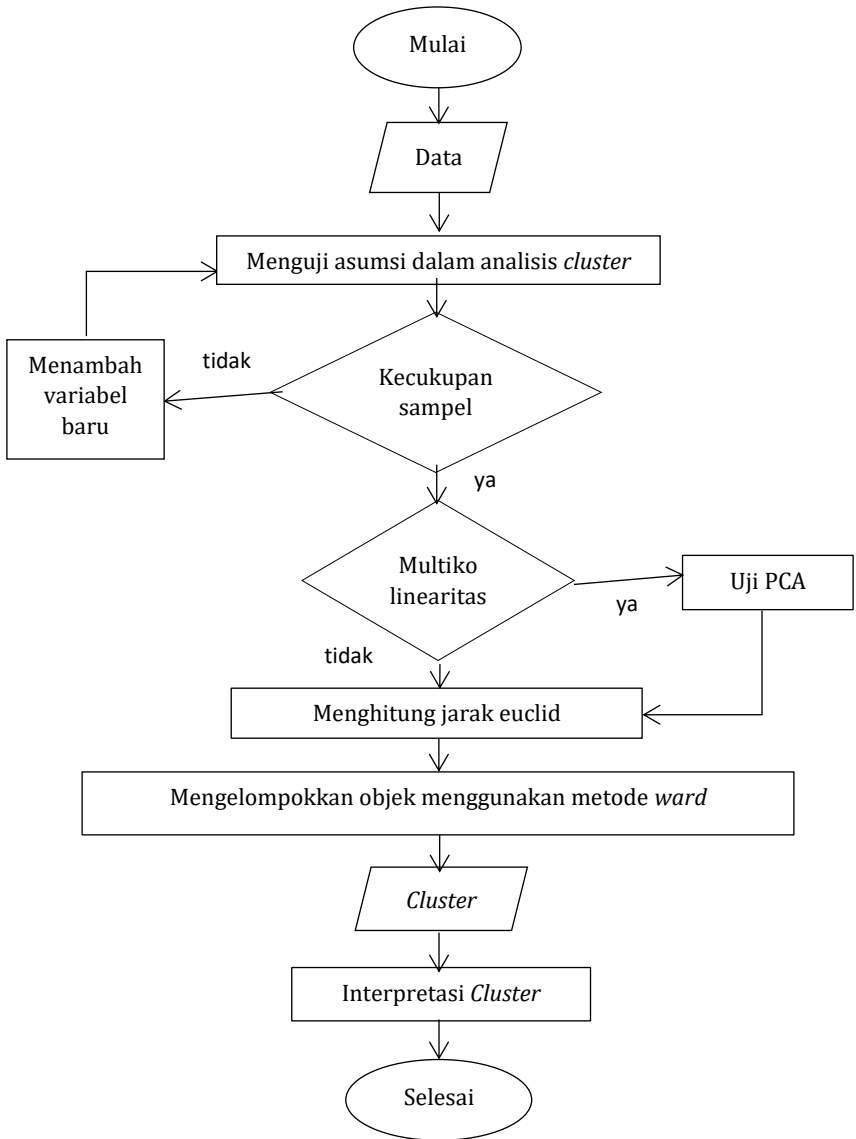 Mulai
Data
Menguji asumsi dalam analisis cluster
tidak
Menambah
variabel
baru
Kecukupan
sampel
ya
Multiko
linearitas
ya
Uji PCA
tidak
Menghitung jarak euclid
Mengelompokkan objek menggunakan metode ward
Cluster
Interpretasi Cluster
Selesai